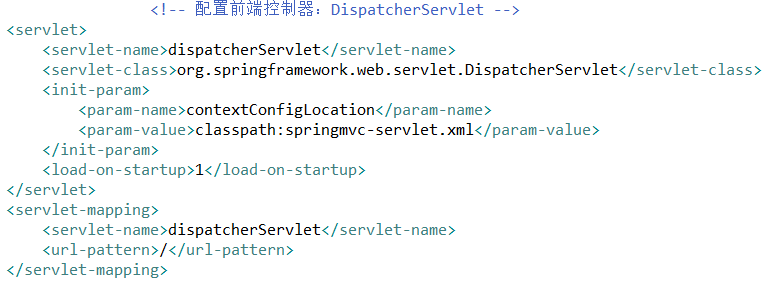 <!-- 配置前端控制器：DispatcherServlet -->
<servlet>
    <servlet-name>dispatcherServlet</servlet-name>
    <servlet-class>org.springframework.web.servlet.DispatcherServlet</servlet-class>
    <init-param>
        <param-name>contextConfigLocation</param-name>
        <param-value>classpath:springmvc-servlet.xml</param-value>
    </init-param>
    <load-on-startup>1</load-on-startup>
</servlet>
<servlet-mapping>
    <servlet-name>dispatcherServlet</servlet-name>
    <url-pattern>/</url-pattern>
</servlet-mapping>